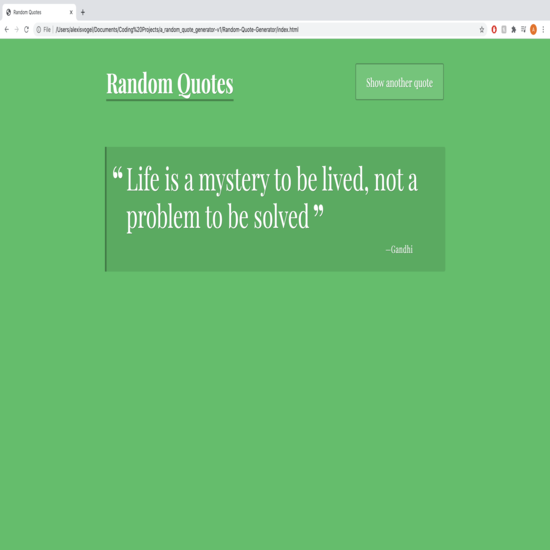 Random Quotes
File | /Users/alexisvogel/Documents/Coding%20Projects/a_random_quote_generator-v1/Random-Quote-Generator/index.html
Random Quotes
Show another quote
“ Life is a mystery to be lived, not a
problem to be solved ”
—Gandhi